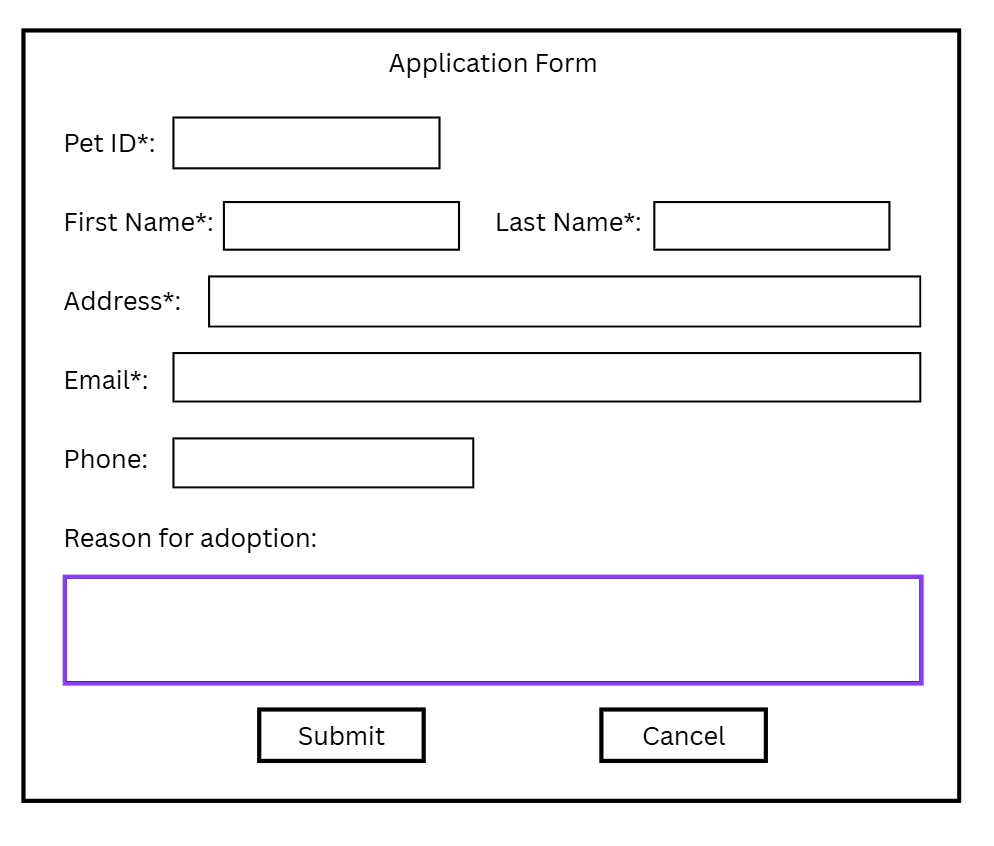 Application Form
Pet ID*:
First Name*: Last Name*:
Address*:
Email*:
Phone:
Reason for adoption:
Submit Cancel